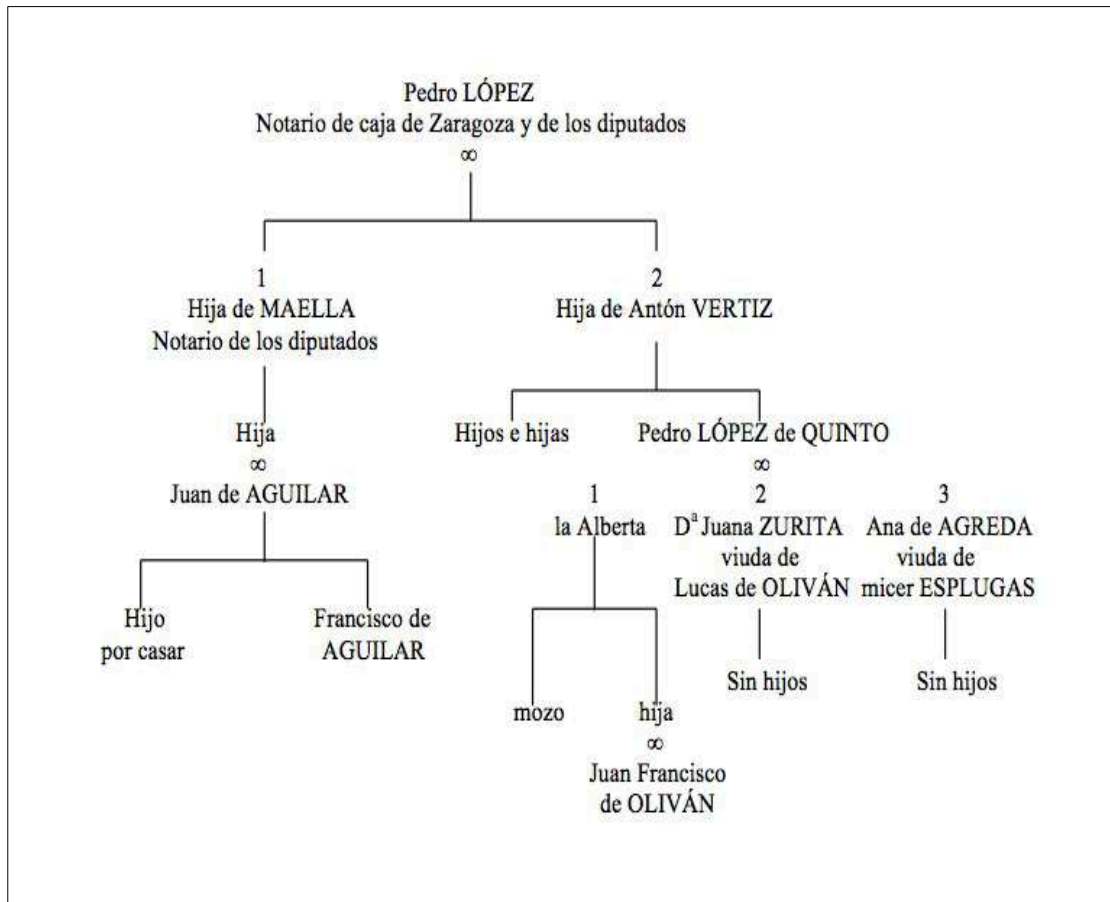 Pedro LÓPEZ
Notario de caja de Zaragoza y de los diputados
∞
1
Hija de MAELLA
Notario de los diputados
2
Hija de Antón VERTIZ
Hija
∞
Juan de AGUILAR
Hijos e hijas
Pedro LÓPEZ de QUINTO
∞
1
la Alberta
2
Dª Juana ZURITA
viuda de
Lucas de OLIVÁN
3
Ana de AGREDA
viuda de
micer ESPLUGAS
Hijo
por casar
Francisco de
AGUILAR
mozo
hija
∞
Juan Francisco
de OLIVÁN
Sin hijos
Sin hijos